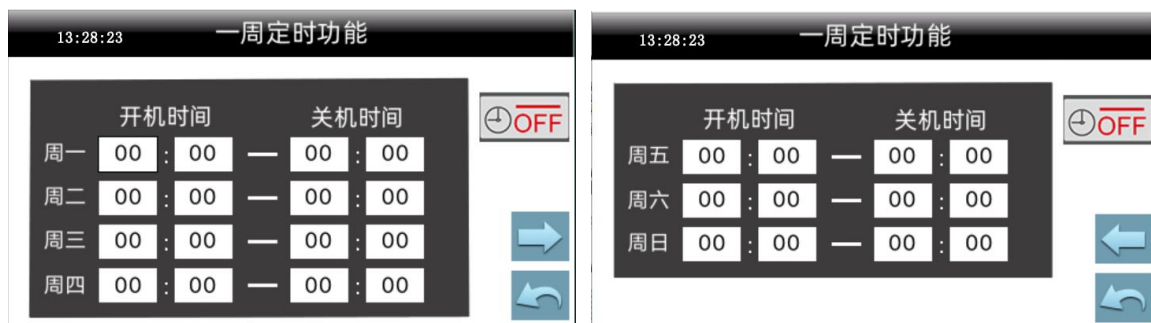 13:28:23 一周定时功能
开机时间 关机时间
OFF
周一 00 : 00 — 00 : 00
周二 00 : 00 — 00 : 00
周三 00 : 00 — 00 : 00
周四 00 : 00 — 00 : 00
13:28:23 一周定时功能
开机时间 关机时间
OFF
周五 00 : 00 — 00 : 00
周六 00 : 00 — 00 : 00
周日 00 : 00 — 00 : 00